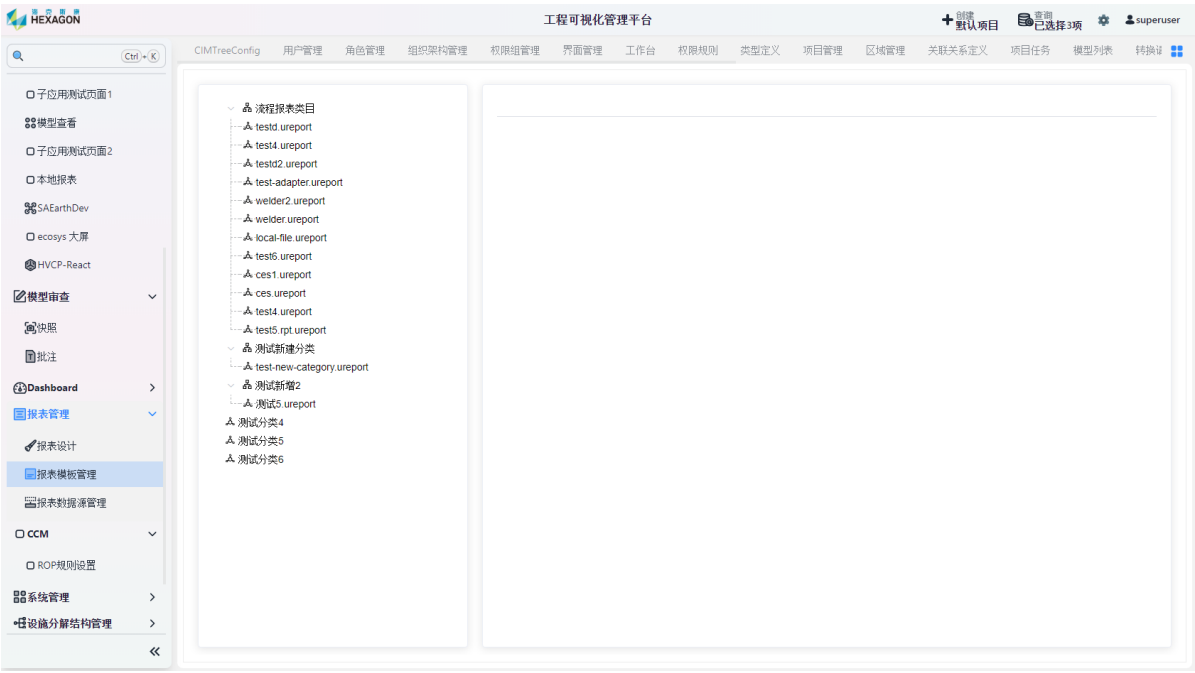 HEXAGON
工程可视化管理平台
创建
默认项目
查询
已选择3项
superuser
Ctrl + K
CIMTreeConfig 用户管理 角色管理 组织架构管理 权限组管理 界面管理 工作台 权限规则 类型定义 项目管理 区域管理 关联关系定义 项目任务 模型列表
子应用测试页面1
模型查看
子应用测试页面2
本地报表
SAEarthDev
ecosys 大屏
HVCP-React
模型审查
快照
批注
Dashboard
报表管理
报表设计
报表模板管理
报表数据源管理
CCM
ROP规则设置
系统管理
设施分解结构管理
流程报表类目
testd.ureport
test4.ureport
testd2.ureport
test-adapter.ureport
welder2.ureport
welder.ureport
local-file.ureport
test6.ureport
ces1.ureport
ces.ureport
test4.ureport
test5.rpt.ureport
测试新建分类
test-new-category.ureport
测试新增2
测试5.ureport
测试分类4
测试分类5
测试分类6